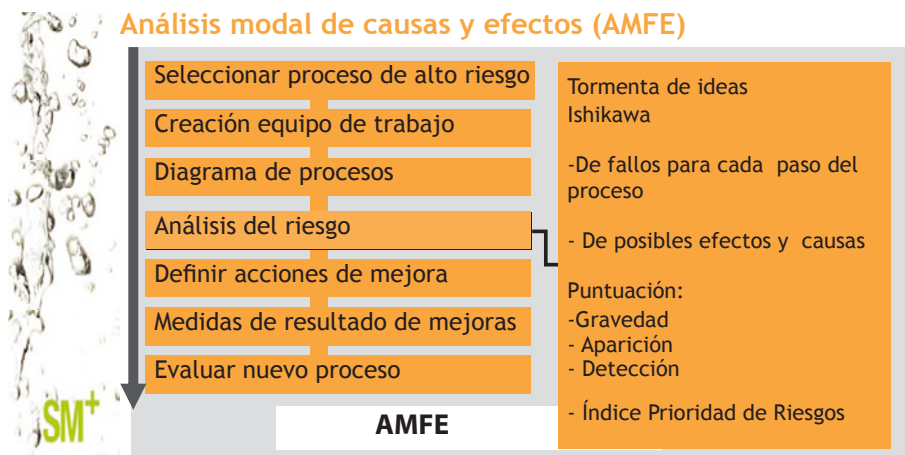 Análisis modal de causas y efectos (AMFE)
Seleccionar proceso de alto riesgo
Creación equipo de trabajo
Diagrama de procesos
Análisis del riesgo
Definir acciones de mejora
Medidas de resultado de mejoras
Evaluar nuevo proceso
Tormenta de ideas
Ishikawa
-De fallos para cada paso del
proceso
- De posibles efectos y causas
Puntuación:
-Gravedad
- Aparición
- Detección
- Índice Prioridad de Riesgos
AMFE
SM+